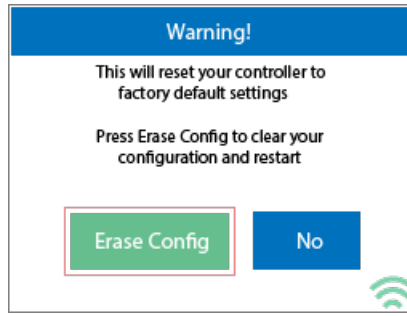 Warning!
This will reset your controller to
factory default settings
Press Erase Config to clear your
configuration and restart
Erase Config
No